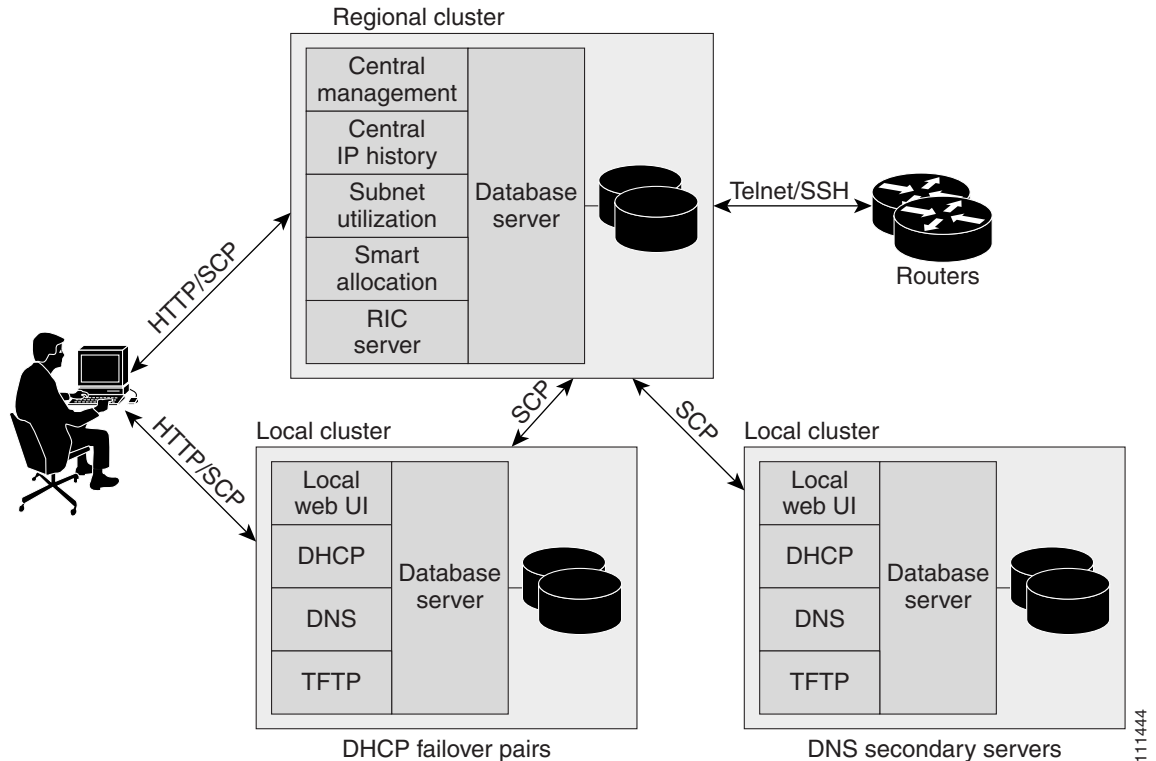 Regional cluster
Central
management
Central
IP history
Subnet
utilization
Smart
allocation
RIC
server
Database
server
Telnet/SSH
Routers
HTTP/SCP
HTTP/SCP
SCP
SCP
Local cluster
Local
web UI
DHCP
DNS
TFTP
Database
server
DHCP failover pairs
Local cluster
Local
web UI
DHCP
DNS
TFTP
Database
server
DNS secondary servers
111444